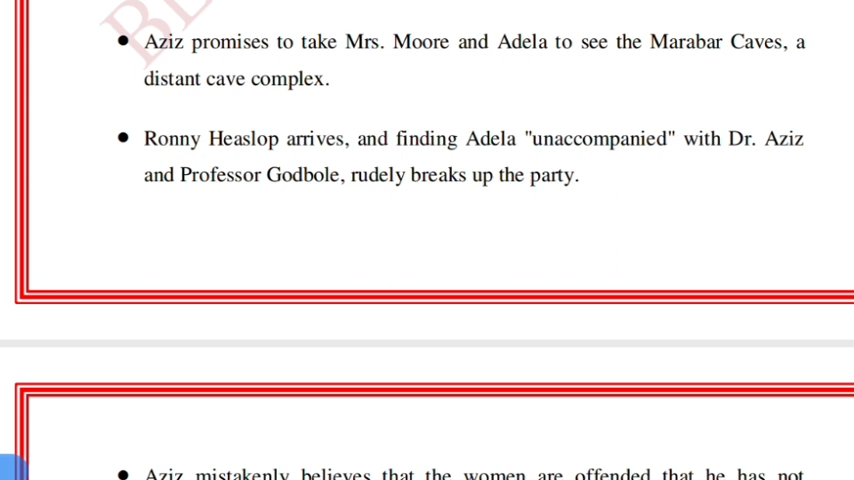 ● Aziz promises to take Mrs. Moore and Adela to see the Marabar Caves, a
distant cave complex.
● Ronny Heaslop arrives, and finding Adela "unaccompanied" with Dr. Aziz
and Professor Godbole, rudely breaks up the party.
● Aziz mistakenly believes that the women are offended that he has not